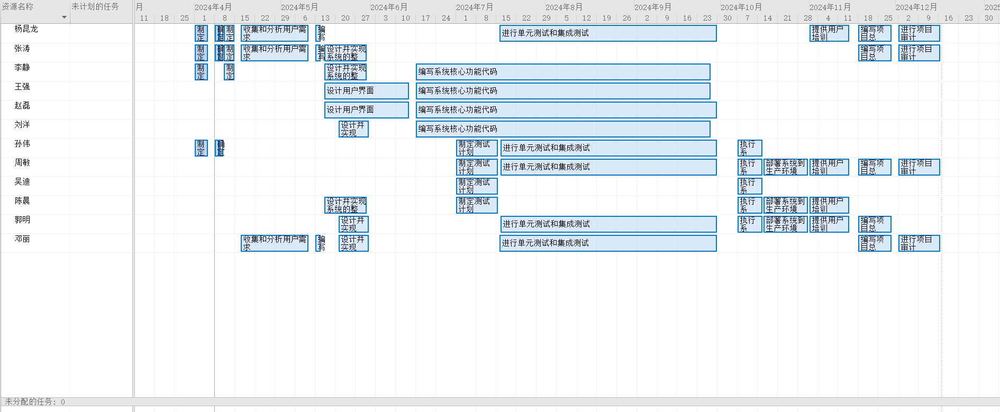 资源名称 未计划的任务 月 2024年4月 2024年5月 2024年6月 2024年7月 2024年8月 2024年9月 2024年10月 2024年11月 2024年12月 2025
11 18 25 1 8 15 22 29 6 13 20 27 3 10 17 24 1 8 15 22 29 5 12 19 26 2 9 16 23 30 7 14 21 28 4 11 18 25 2 9 16 23 30
杨昆龙 制 确 制 收集和分析用户需 编 进行单元测试和集成测试 提供用户 编写项 进行项目
定 定 定 求 写 培训 目总 审计
张涛 制 确 制 收集和分析用户需 编 设计并实现 编写项 进行项目
定 定 定 求 写 系统的整 目总 审计
李静 制 制 设计并实现 编写系统核心功能代码
定 定 系统的整
王强 设计用户界面 编写系统核心功能代码
赵磊 设计用户界面 编写系统核心功能代码
刘洋 设计并 编写系统核心功能代码
实现
孙伟 制 确 制定测试 进行单元测试和集成测试 执行
定 定 计划 系
周敏 制定测试 进行单元测试和集成测试 执行 部署系统到 提供用户 编写项 进行项目
计划 系 生产环境 培训 目总 审计
吴迪 制定测试 执行
计划 系
陈晨 设计并实现 制定测试 执行 部署系统到 提供用户
系统的整 计划 系 生产环境 培训
郭明 设计并 进行单元测试和集成测试 执行 部署系统到 提供用户 编写项
实现 系 生产环境 培训 目总
邓丽 收集和分析用户需 编 设计并 进行单元测试和集成测试 编写项 进行项目
求 写 实现 目总 审计
未分配的任务: 0